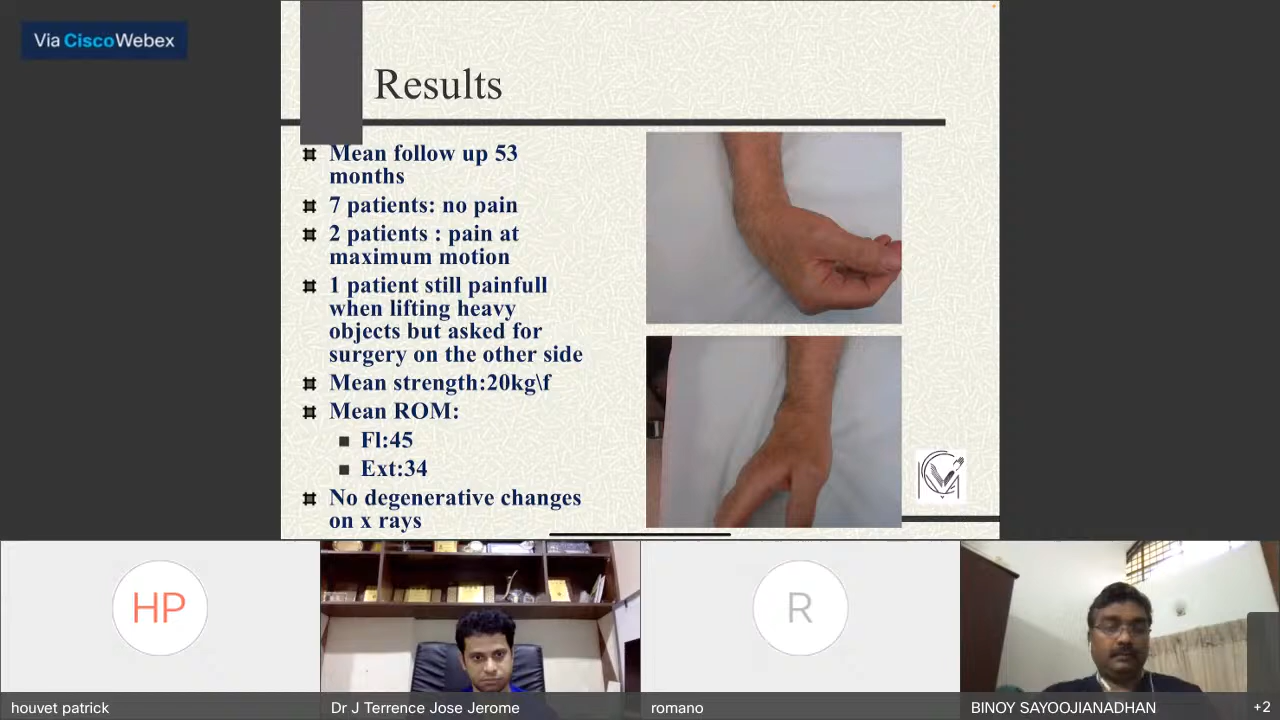 Via CiscoWebex
Results
Mean follow up 53
months
7 patients: no pain
2 patients : pain at
maximum motion
1 patient still painfull
when lifting heavy
objects but asked for
surgery on the other side
Mean strength:20kg\f
Mean ROM:
Fl:45
Ext:34
No degenerative changes
on x rays
HP
R
houvet patrick
Dr J Terrence Jose Jerome
romano
BINOY SAYOOJIANADHAN
+2